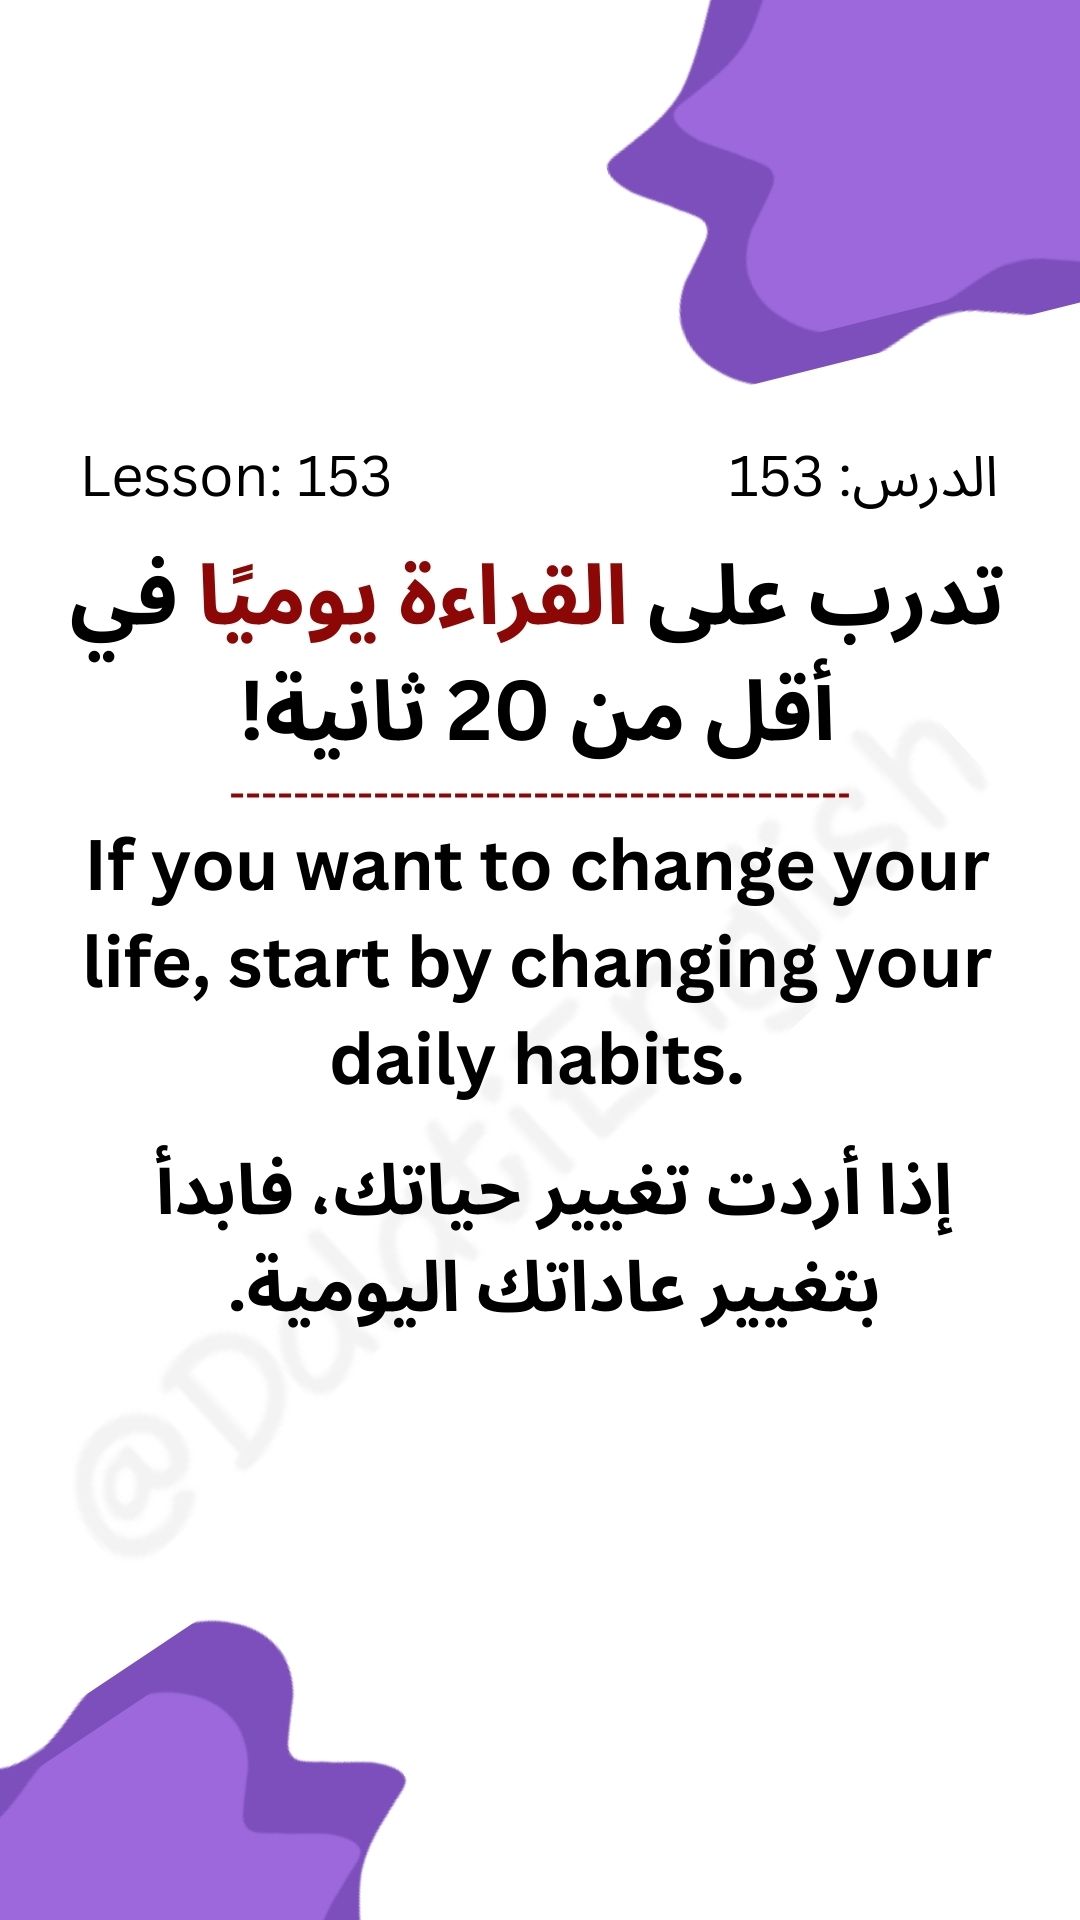 Lesson: 153
الدرس: 153
تدرب على القراءة يوميًا في
أقل من 20 ثانية!
---------------------------------------
If you want to change your
life, start by changing your
daily habits.
إذا أردت تغيير حياتك، فابدأ
بتغيير عاداتك اليومية.
@DdatiEnglish